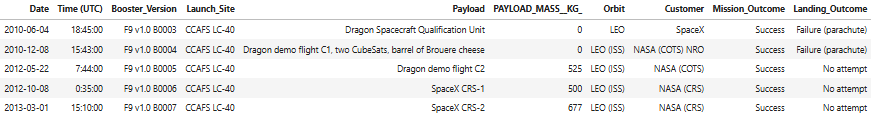 Date Time (UTC) Booster_Version Launch_Site Payload PAYLOAD_MASS__KG_ Orbit Customer Mission_Outcome Landing_Outcome
2010-06-04 18:45:00 F9 v1.0 B0003 CCAFS LC-40 Dragon Spacecraft Qualification Unit 0 LEO SpaceX Success Failure (parachute)
2010-12-08 15:43:00 F9 v1.0 B0004 CCAFS LC-40 Dragon demo flight C1, two CubeSats, barrel of Brouere cheese 0 LEO (ISS) NASA (COTS) NRO Success Failure (parachute)
2012-05-22 7:44:00 F9 v1.0 B0005 CCAFS LC-40 Dragon demo flight C2 525 LEO (ISS) NASA (COTS) Success No attempt
2012-10-08 0:35:00 F9 v1.0 B0006 CCAFS LC-40 SpaceX CRS-1 500 LEO (ISS) NASA (CRS) Success No attempt
2013-03-01 15:10:00 F9 v1.0 B0007 CCAFS LC-40 SpaceX CRS-2 677 LEO (ISS) NASA (CRS) Success No attempt